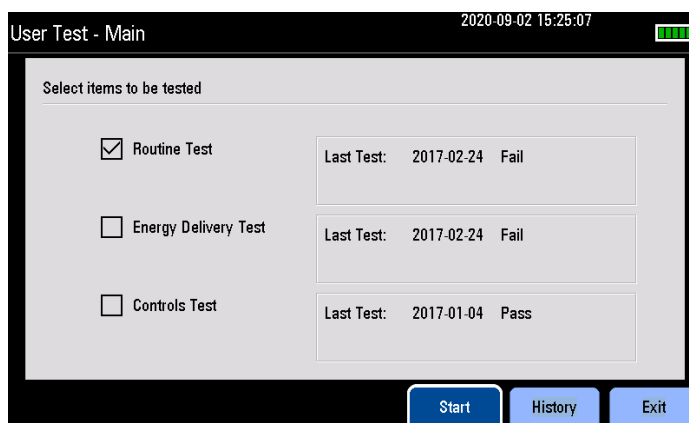 User Test - Main
2020-09-02 15:25:07
Select items to be tested
Routine Test
Last Test: 2017-02-24 Fail
Energy Delivery Test
Last Test: 2017-02-24 Fail
Controls Test
Last Test: 2017-01-04 Pass
Start History Exit